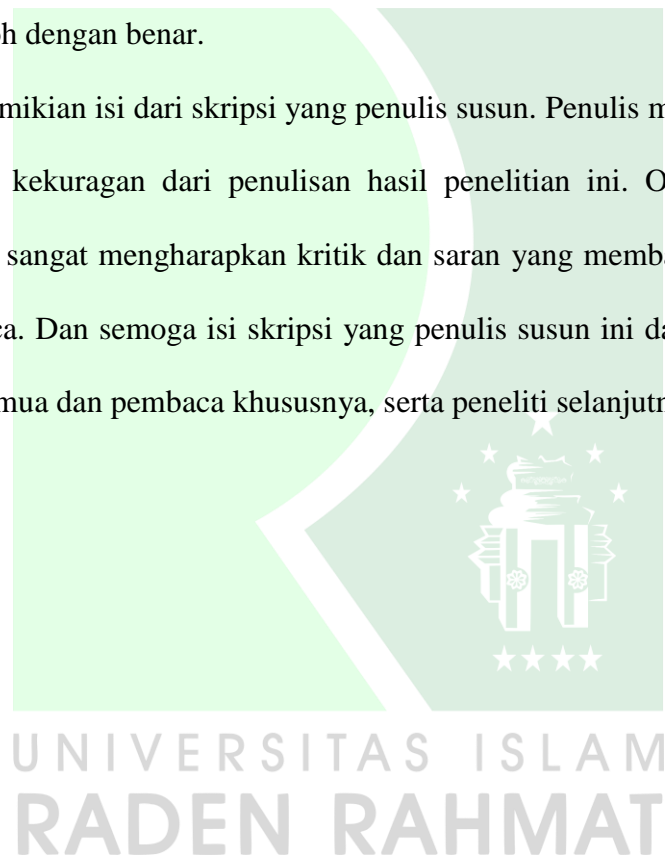 oh dengan benar.
mikian isi dari skripsi yang penulis susun. Penulis m
kekuragan dari penulisan hasil penelitian ini. O
sangat mengharapkan kritik dan saran yang memba
ca. Dan semoga isi skripsi yang penulis susun ini da
mua dan pembaca khususnya, serta peneliti selanjutn
UNIVERSITAS ISLAM
RADEN RAHMAT